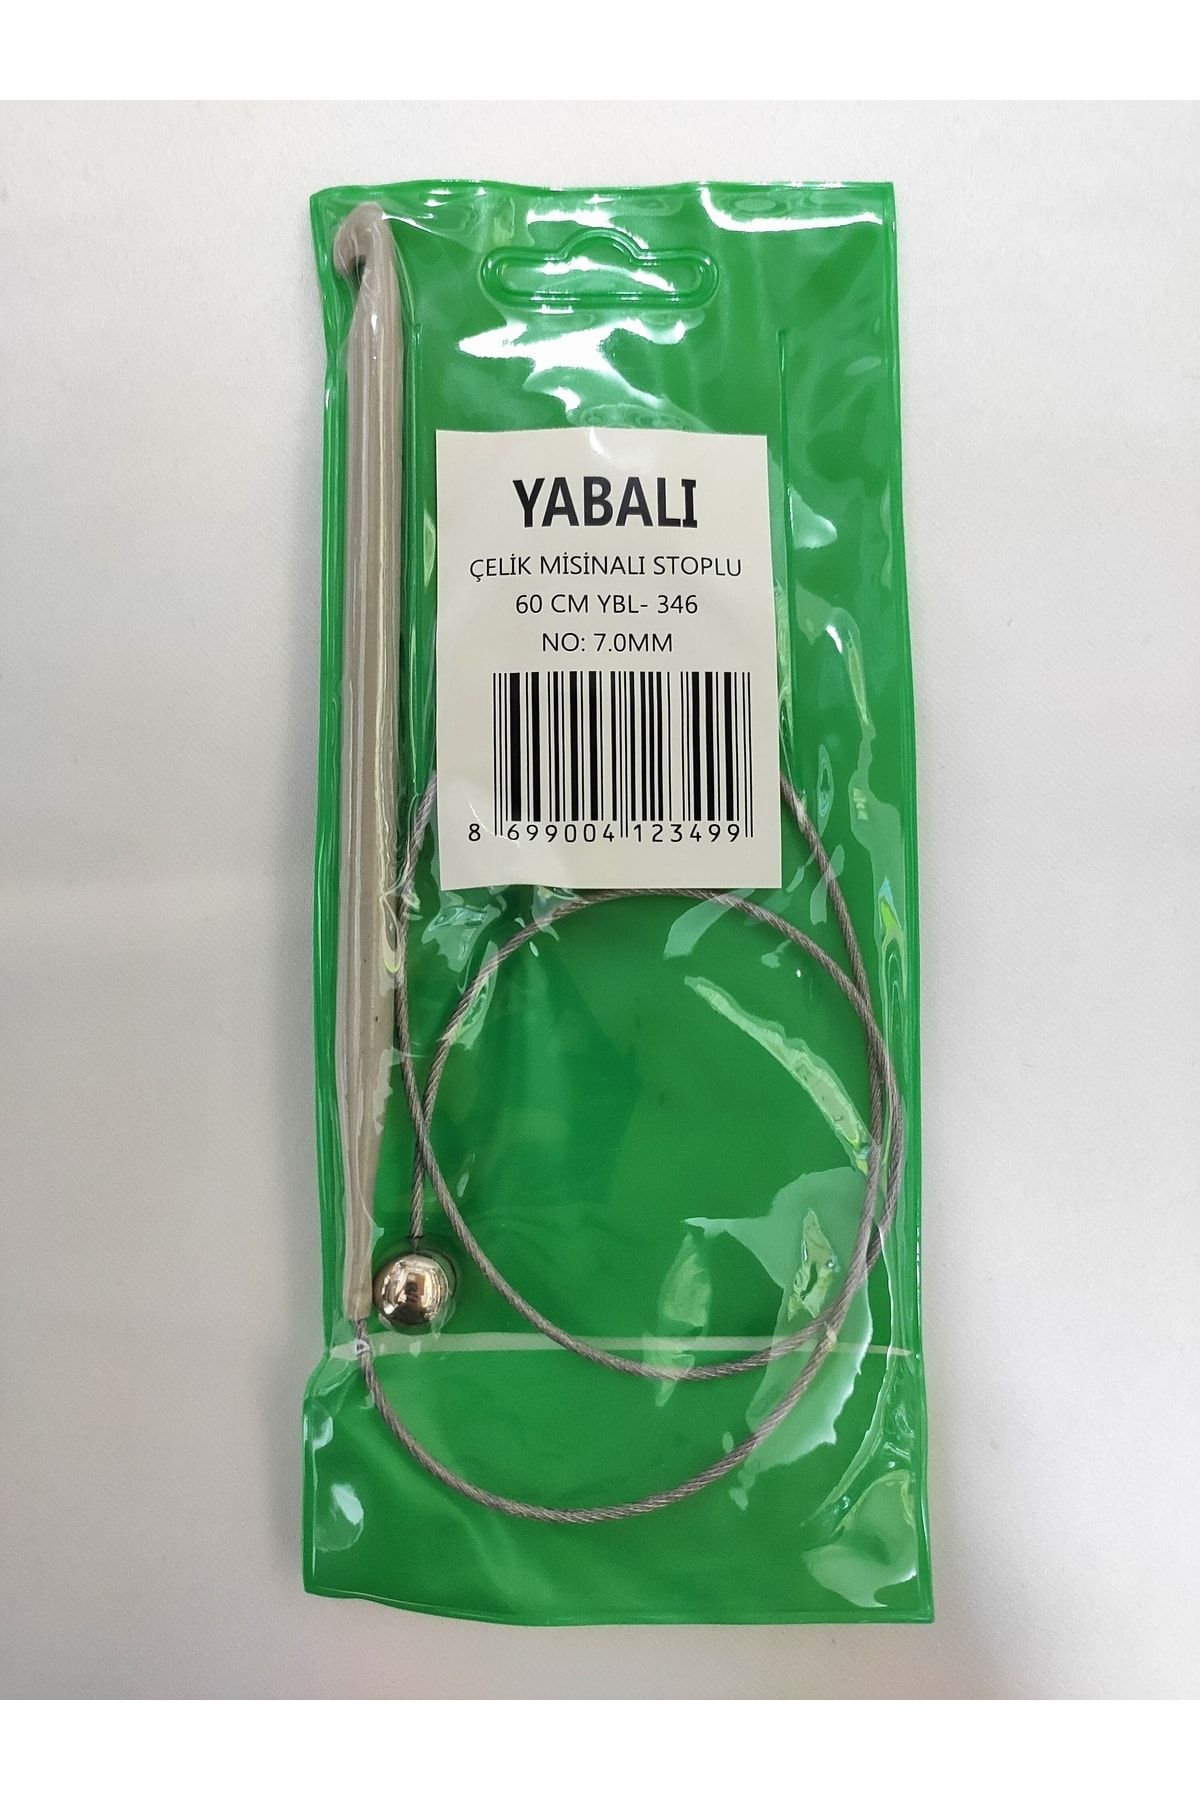 YABALI
ÇELİK MİSİNALI STOPLU
60 CM YBL- 346
NO: 7.0MM
8 699004 123499